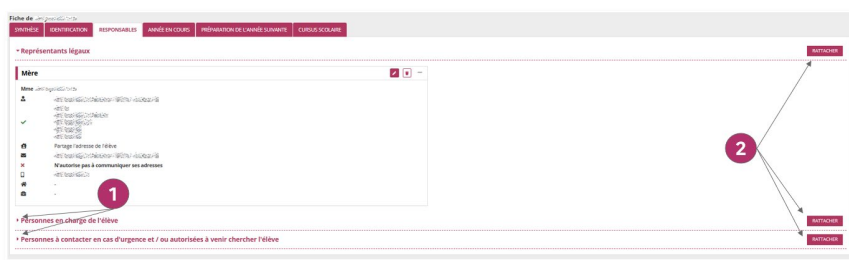 Fiche de
SYNTHÈSE IDENTIFICATION RESPONSABLES ANNÉE EN COURS PRÉPARATION DE L'ANNÉE SUIVANTE CURSUS SCOLAIRE
Représentants légaux RATTACHER
Mère
Mme
Partage l'adresse de l'élève
N'autorise pas à communiquer ses adresses
-
-
1
2
Personnes en charge de l'élève RATTACHER
Personnes à contacter en cas d'urgence et / ou autorisées à venir chercher l'élève RATTACHER